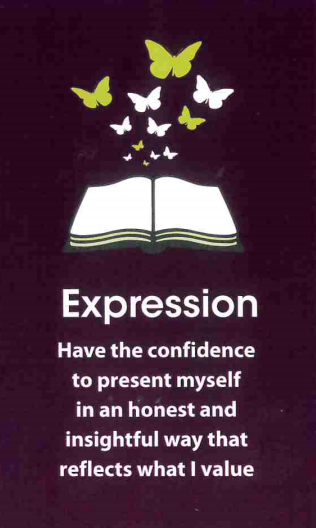 Expression
Have the confidence
to present myself
in an honest and
insightful way that
reflects what I value